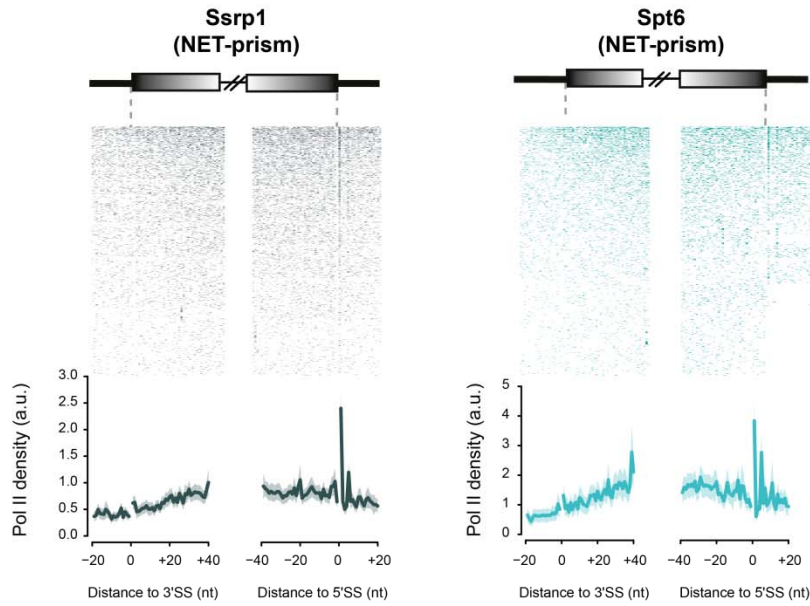 Ssrp1
(NET-prism)
Spt6
(NET-prism)
Pol II density (a.u.)
3.0
2.5
2.0
1.5
1.0
0.5
0.0
−20 0 +20 +40
−40 −20 0 +20
Distance to 3'SS (nt)
Distance to 5'SS (nt)
Pol II density (a.u.)
5
4
3
2
1
0
−20 0 +20 +40
−40 −20 0 +20
Distance to 3'SS (nt)
Distance to 5'SS (nt)